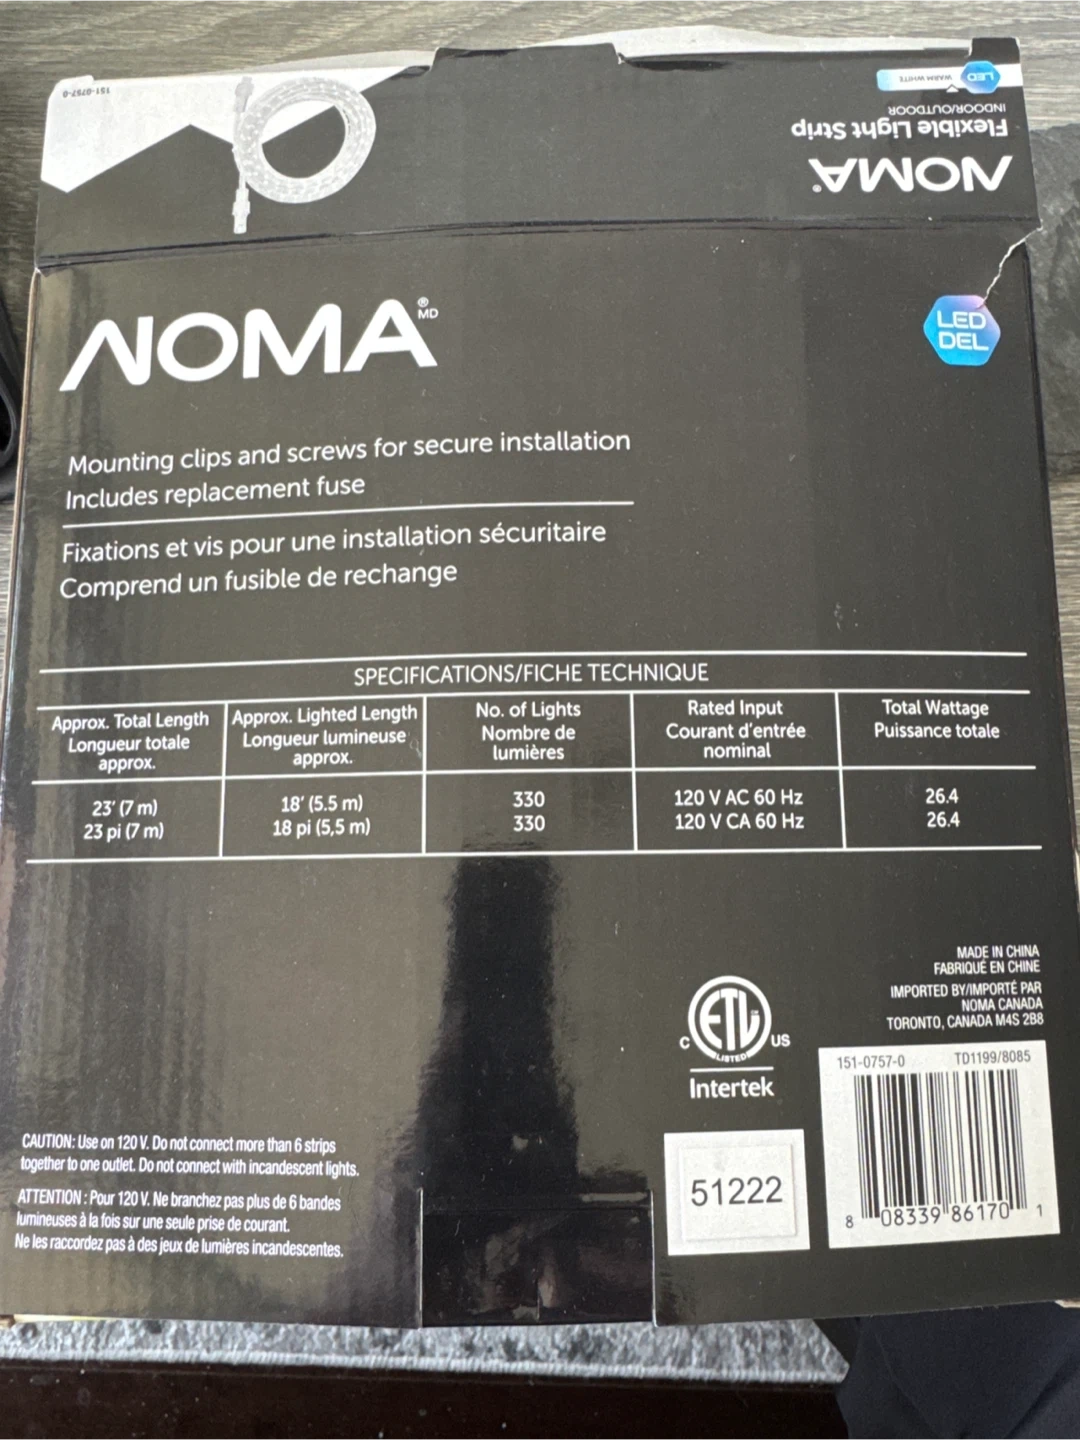 151-0757-0
LED WARM WHITE
INDOOR/OUTDOOR
Flexible Light Strip
NOMA®
NOMA® MD
LED
DEL
Mounting clips and screws for secure installation
Includes replacement fuse
Fixations et vis pour une installation sécuritaire
Comprend un fusible de rechange
SPECIFICATIONS/FICHE TECHNIQUE
Approx. Total Length
Longueur totale
approx.
Approx. Lighted Length
Longueur lumineuse
approx.
No. of Lights
Nombre de
lumières
Rated Input
Courant d'entrée
nominal
Total Wattage
Puissance totale
23' (7 m)
23 pi (7 m)
18' (5.5 m)
18 pi (5,5 m)
330
330
120 V AC 60 Hz
120 V CA 60 Hz
26.4
26.4
MADE IN CHINA
FABRIQUÉ EN CHINE
IMPORTED BY/IMPORTÉ PAR
NOMA CANADA
TORONTO, CANADA M4S 2B8
C ETL US
LISTED
Intertek
151-0757-0 TD1199/8085
8 08339 86170 1
51222
CAUTION: Use on 120 V. Do not connect more than 6 strips
together to one outlet. Do not connect with incandescent lights.
ATTENTION : Pour 120 V. Ne branchez pas plus de 6 bandes
lumineuses à la fois sur une seule prise de courant.
Ne les raccordez pas à des jeux de lumières incandescentes.